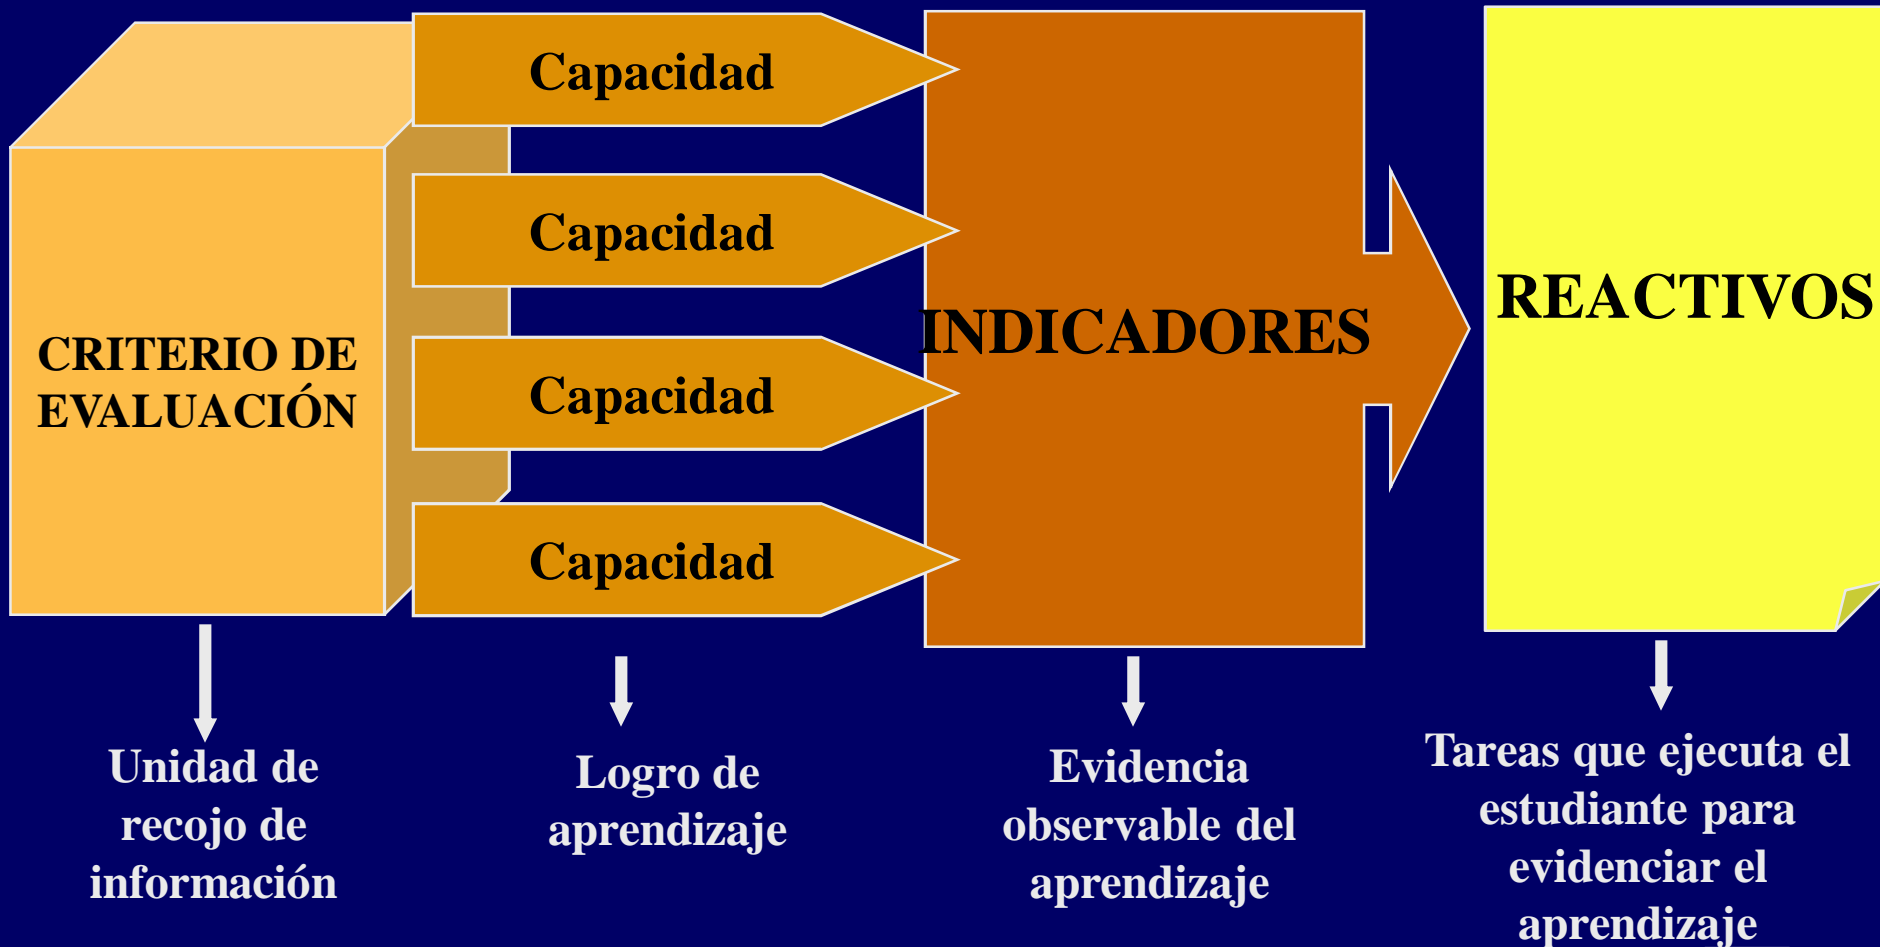 Capacidad
Capacidad
Capacidad
Capacidad
CRITERIO DE
EVALUACIÓN
INDICADORES
REACTIVOS
Unidad de
recojo de
información
Logro de
aprendizaje
Evidencia
observable del
aprendizaje
Tareas que ejecuta el
estudiante para
evidenciar el
aprendizaje